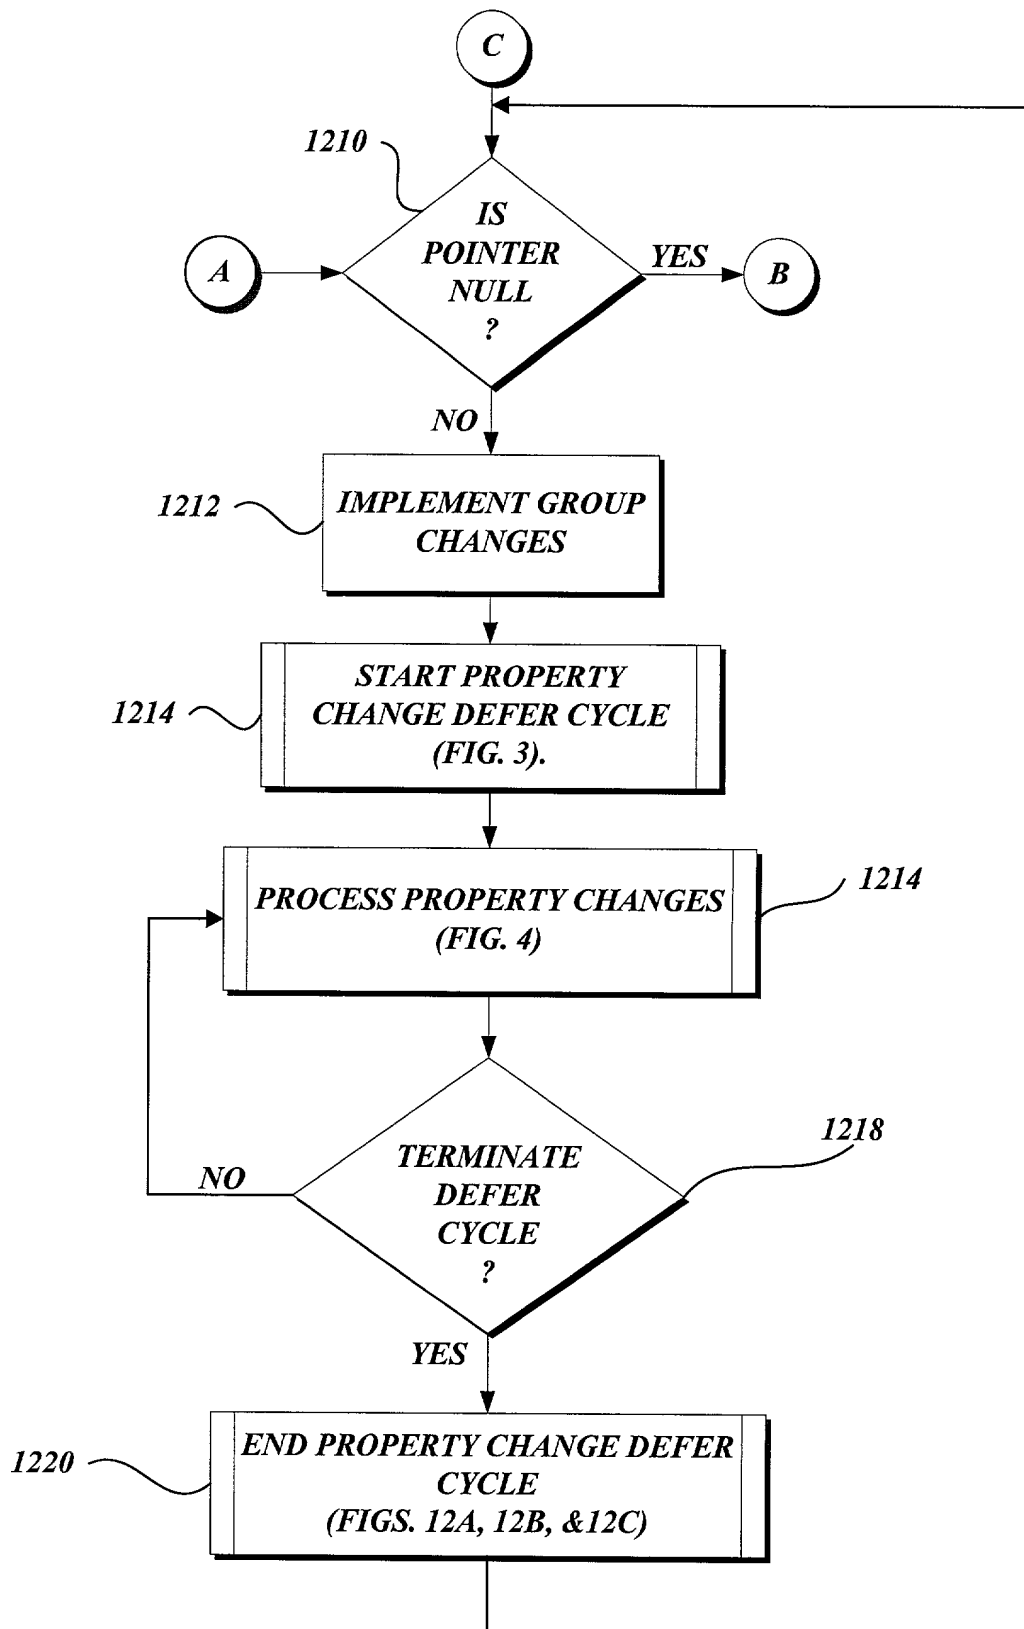 C
1210
IS
POINTER
NULL
?
A
YES
B
NO
1212
IMPLEMENT GROUP
CHANGES
1214
START PROPERTY
CHANGE DEFER CYCLE
(FIG. 3).
PROCESS PROPERTY CHANGES
(FIG. 4)
1214
TERMINATE
DEFER
CYCLE
?
1218
NO
YES
1220
END PROPERTY CHANGE DEFER
CYCLE
(FIGS. 12A, 12B, &12C)